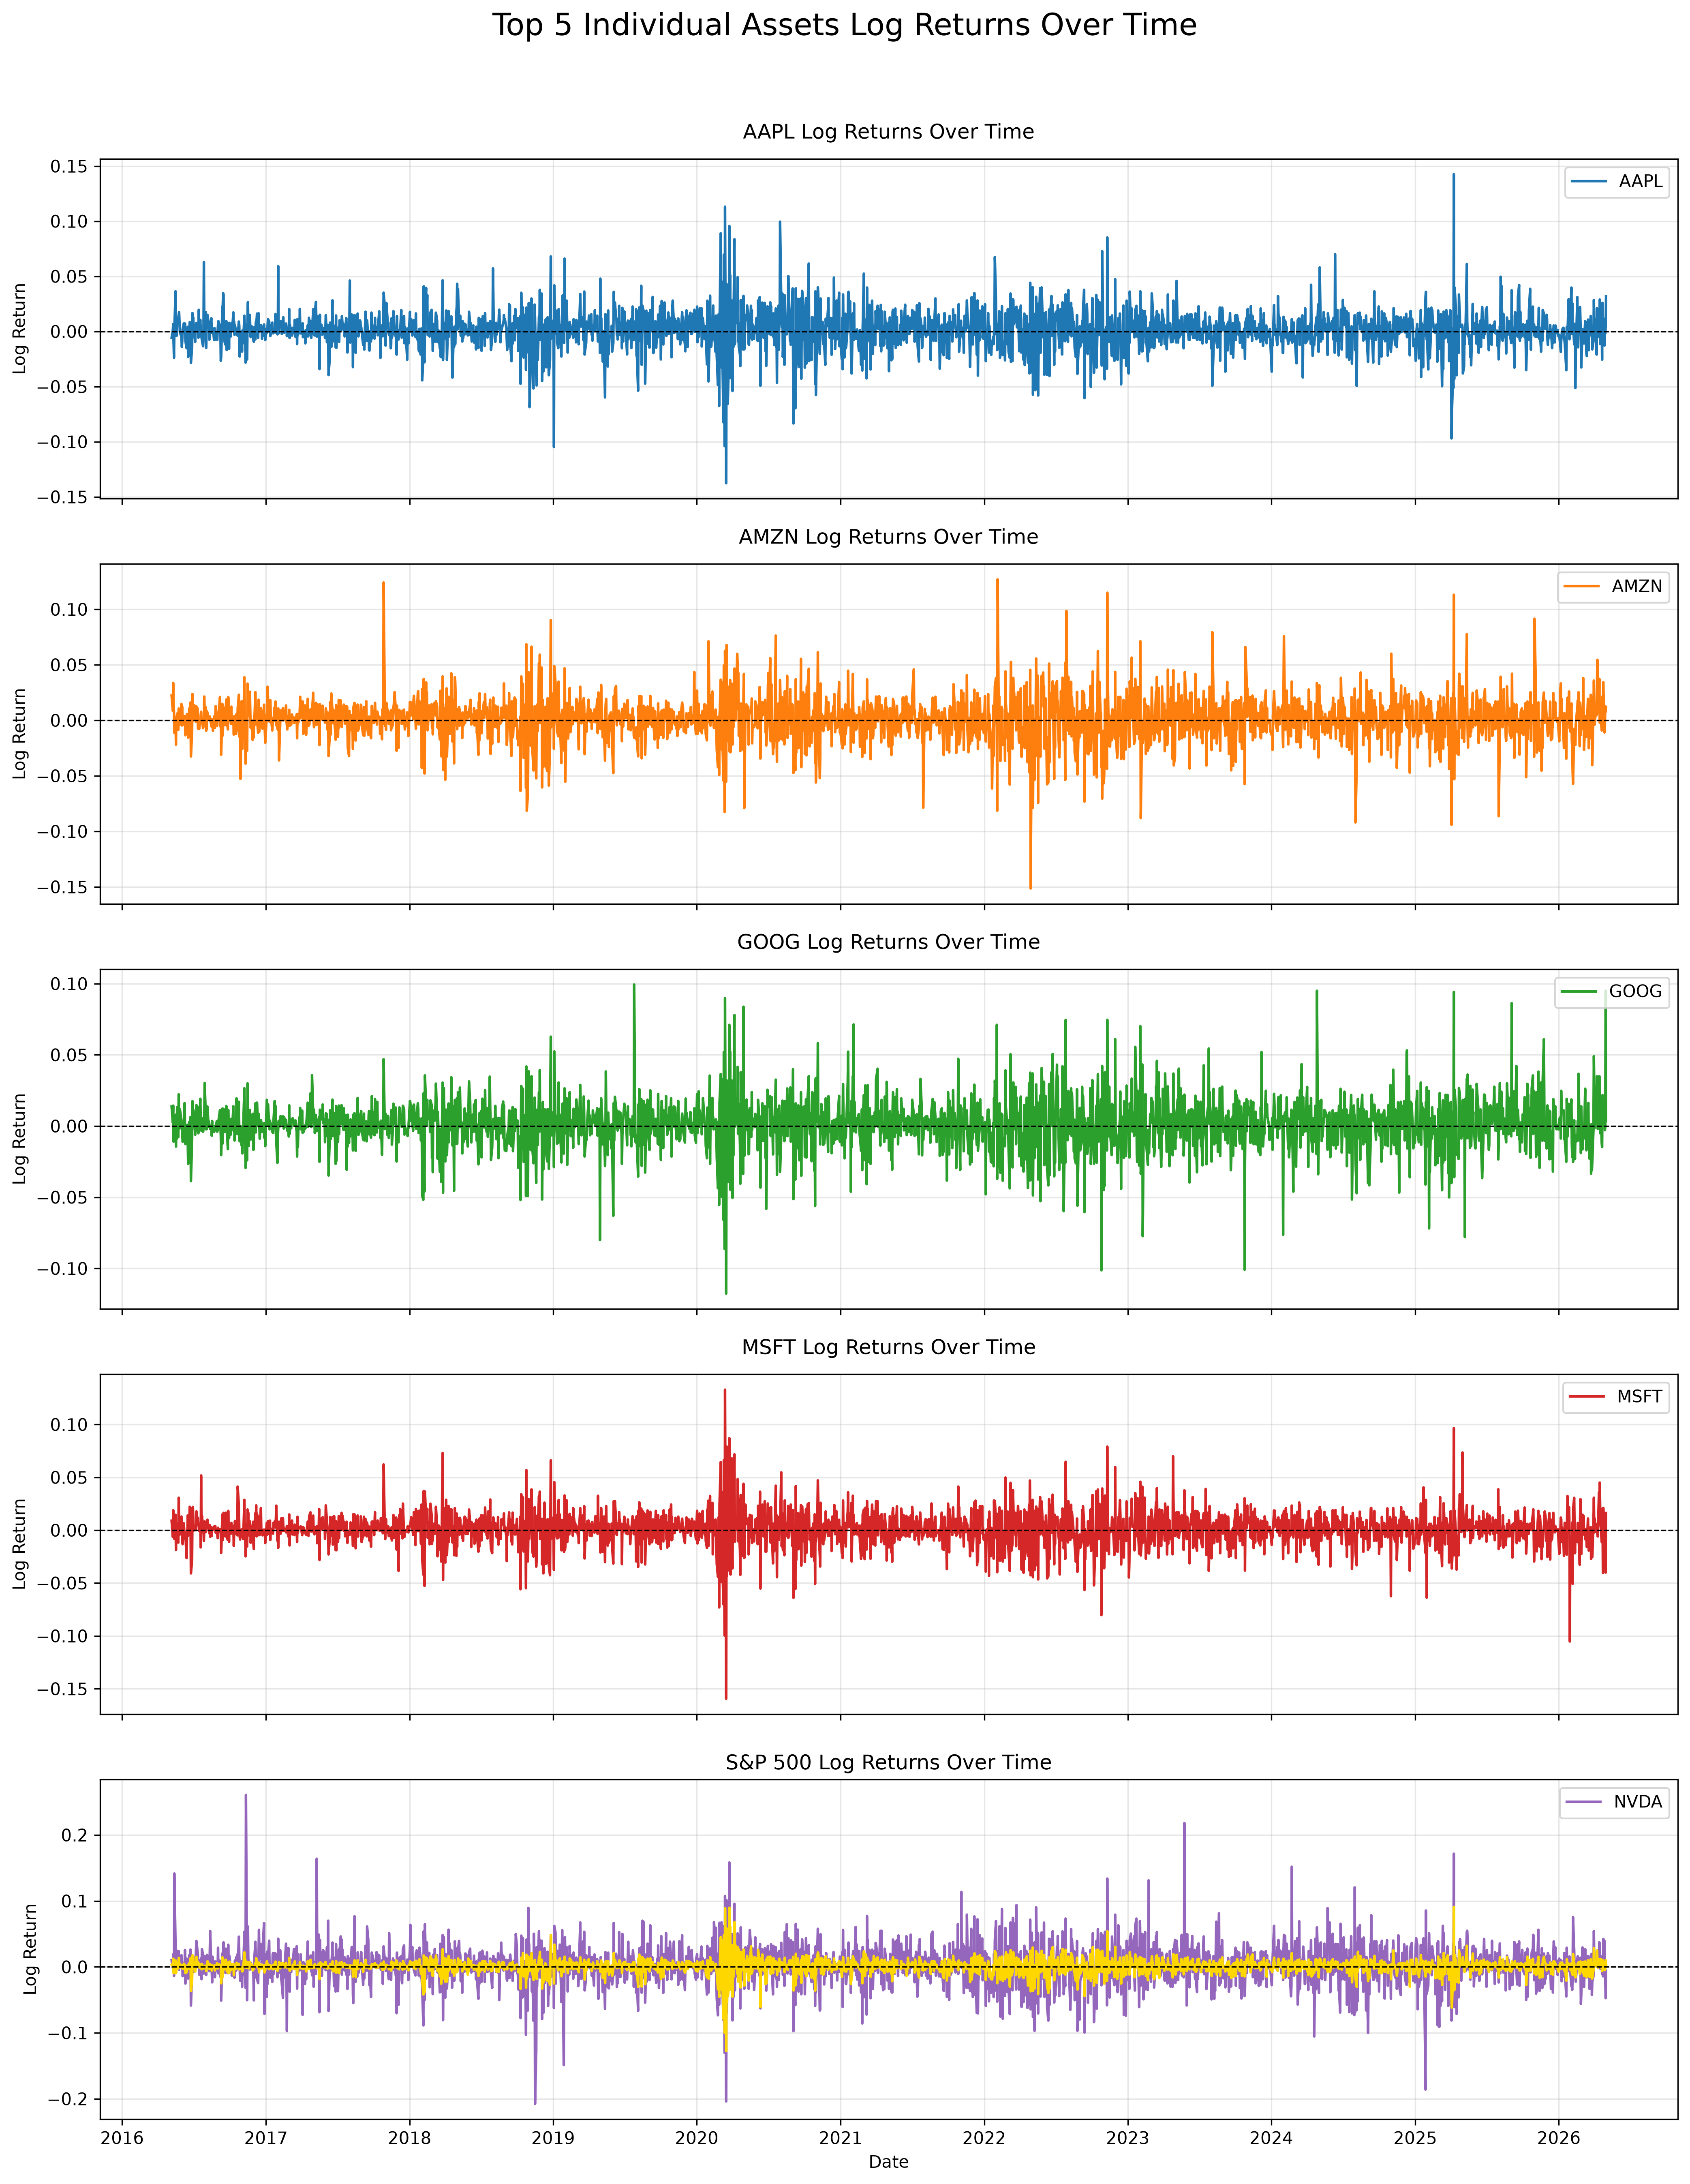 Top 5 Individual Assets Log Returns Over Time
AAPL Log Returns Over Time
0.15
0.10
0.05
0.00
−0.05
−0.10
−0.15
Log Return
AAPL
AMZN Log Returns Over Time
0.10
0.05
0.00
−0.05
−0.10
−0.15
Log Return
AMZN
GOOG Log Returns Over Time
0.10
0.05
0.00
−0.05
−0.10
Log Return
GOOG
MSFT Log Returns Over Time
0.10
0.05
0.00
−0.05
−0.10
−0.15
Log Return
MSFT
S&P 500 Log Returns Over Time
0.2
0.1
0.0
−0.1
−0.2
Log Return
NVDA
2016 2017 2018 2019 2020 2021 2022 2023 2024 2025 2026
Date